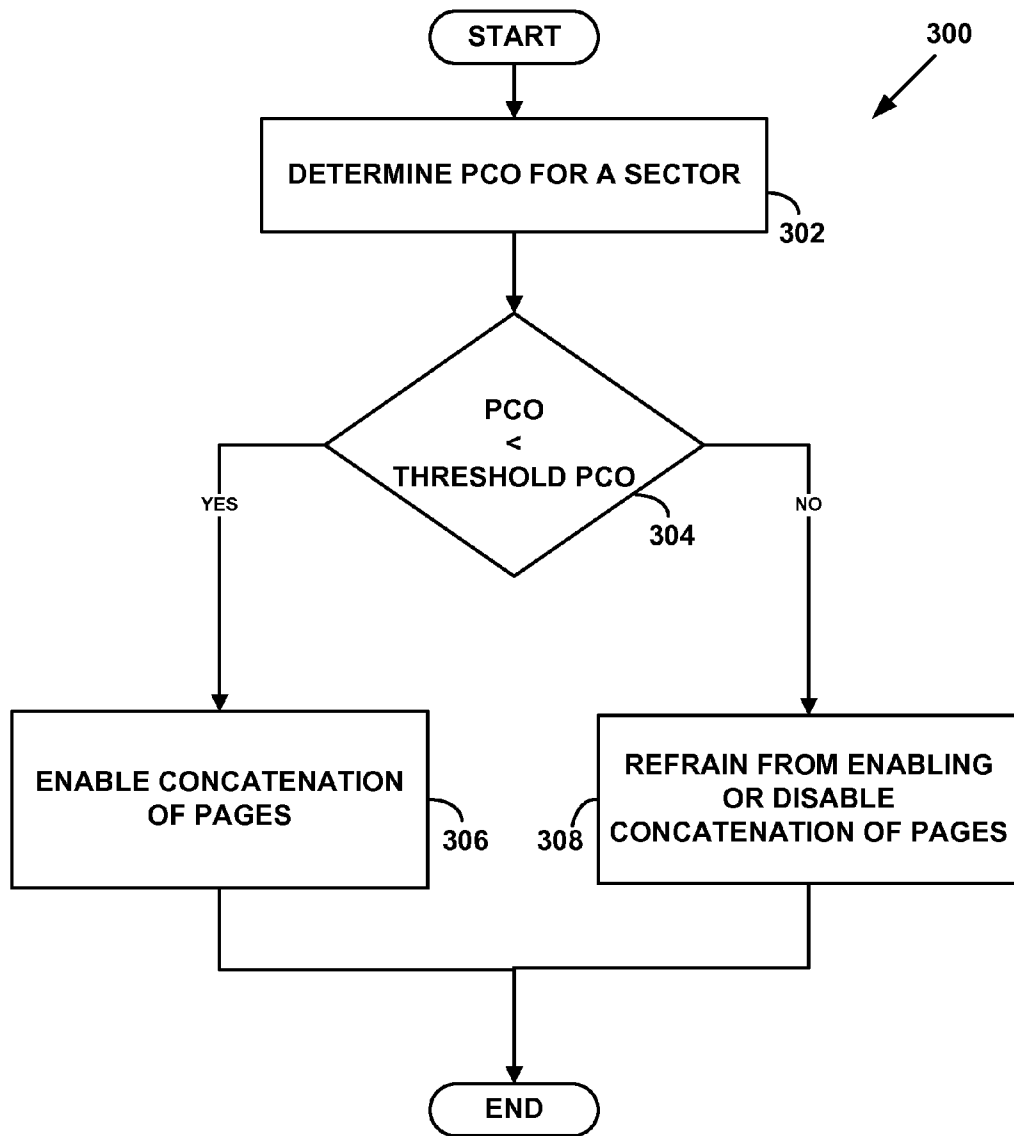 START
300
DETERMINE PCO FOR A SECTOR
302
PCO
<
THRESHOLD PCO
304
YES
NO
ENABLE CONCATENATION
OF PAGES
306
REFRAIN FROM ENABLING
OR DISABLE
CONCATENATION OF PAGES
308
END